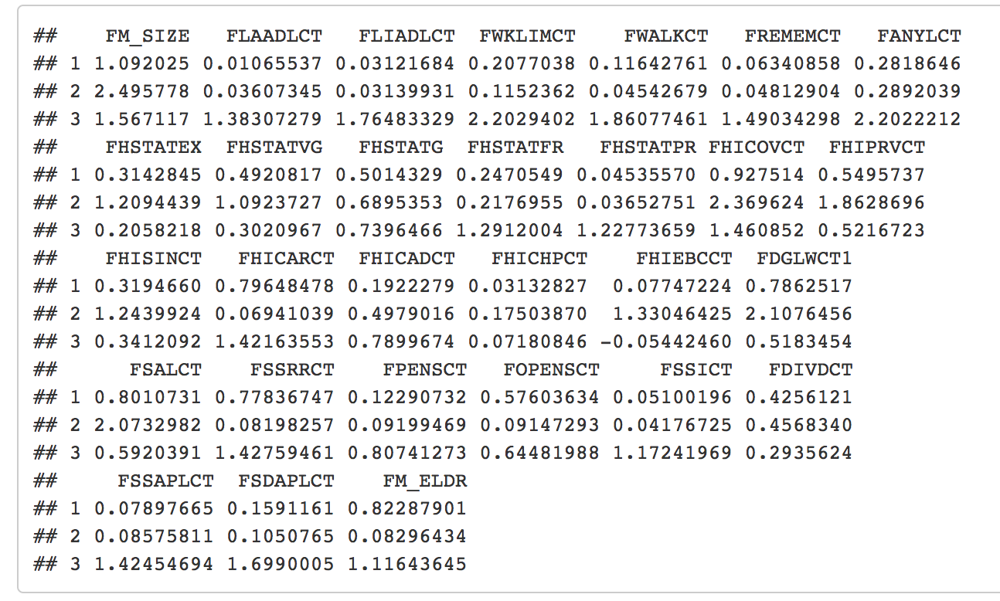 ##    FM_SIZE   FLAADLCT   FLIADLCT  FWKLIMCT    FWALKCT   FREMEMCT   FANYLCT
## 1 1.092025 0.01065537 0.03121684 0.2077038 0.11642761 0.06340858 0.2818646
## 2 2.495778 0.03607345 0.03139931 0.1152362 0.04542679 0.04812904 0.2892039
## 3 1.567117 1.38307279 1.76483329 2.2029402 1.86077461 1.49034298 2.2022212
##    FHSTATEX  FHSTATVG   FHSTATG  FHSTATFR   FHSTATPR FHICOVCT  FHIPRVCT
## 1 0.3142845 0.4920817 0.5014329 0.2470549 0.04535570 0.927514 0.5495737
## 2 1.2094439 1.0923727 0.6895353 0.2176955 0.03652751 2.369624 1.8628696
## 3 0.2058218 0.3020967 0.7396466 1.2912004 1.22773659 1.460852 0.5216723
##    FHISINCT   FHICARCT  FHICADCT   FHICHPCT    FHIEBCCT  FDGLWCT1
## 1 0.3194660 0.79648478 0.1922279 0.03132827  0.07747224 0.7862517
## 2 1.2439924 0.06941039 0.4979016 0.17503870  1.33046425 2.1076456
## 3 0.3412092 1.42163553 0.7899674 0.07180846 -0.05442460 0.5183454
##      FSALCT    FSSRRCT    FPENSCT   FOPENSCT     FSSICT   FDIVDCT
## 1 0.8010731 0.77836747 0.12290732 0.57603634 0.05100196 0.4256121
## 2 2.0732982 0.08198257 0.09199469 0.09147293 0.04176725 0.4568340
## 3 0.5920391 1.42759461 0.80741273 0.64481988 1.17241969 0.2935624
##     FSSAPLCT  FSDAPLCT    FM_ELDR
## 1 0.07897665 0.1591161 0.82287901
## 2 0.08575811 0.1050765 0.08296434
## 3 1.42454694 1.6990005 1.11643645